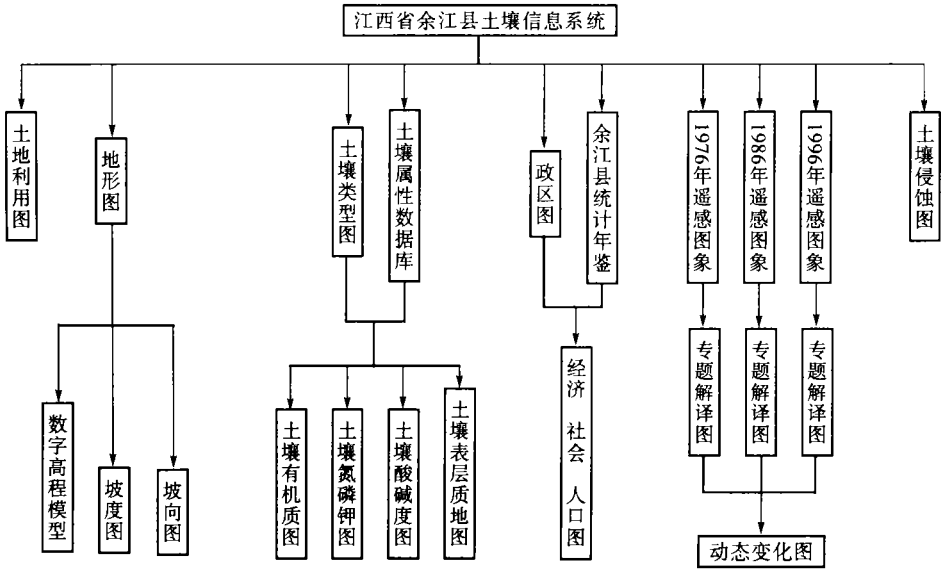 江西省余江县土壤信息系统
土地利用图
地形图
土壤类型图
土壤属性数据库
政区图
余江县统计年鉴
1976年遥感图象
1986年遥感图象
1996年遥感图象
土壤侵蚀图
数字高程模型
坡度图
坡向图
土壤有机质图
土壤氮磷钾图
土壤酸碱度图
土壤表层质地图
经济 社会 人口图
专题解译图
专题解译图
专题解译图
动态变化图